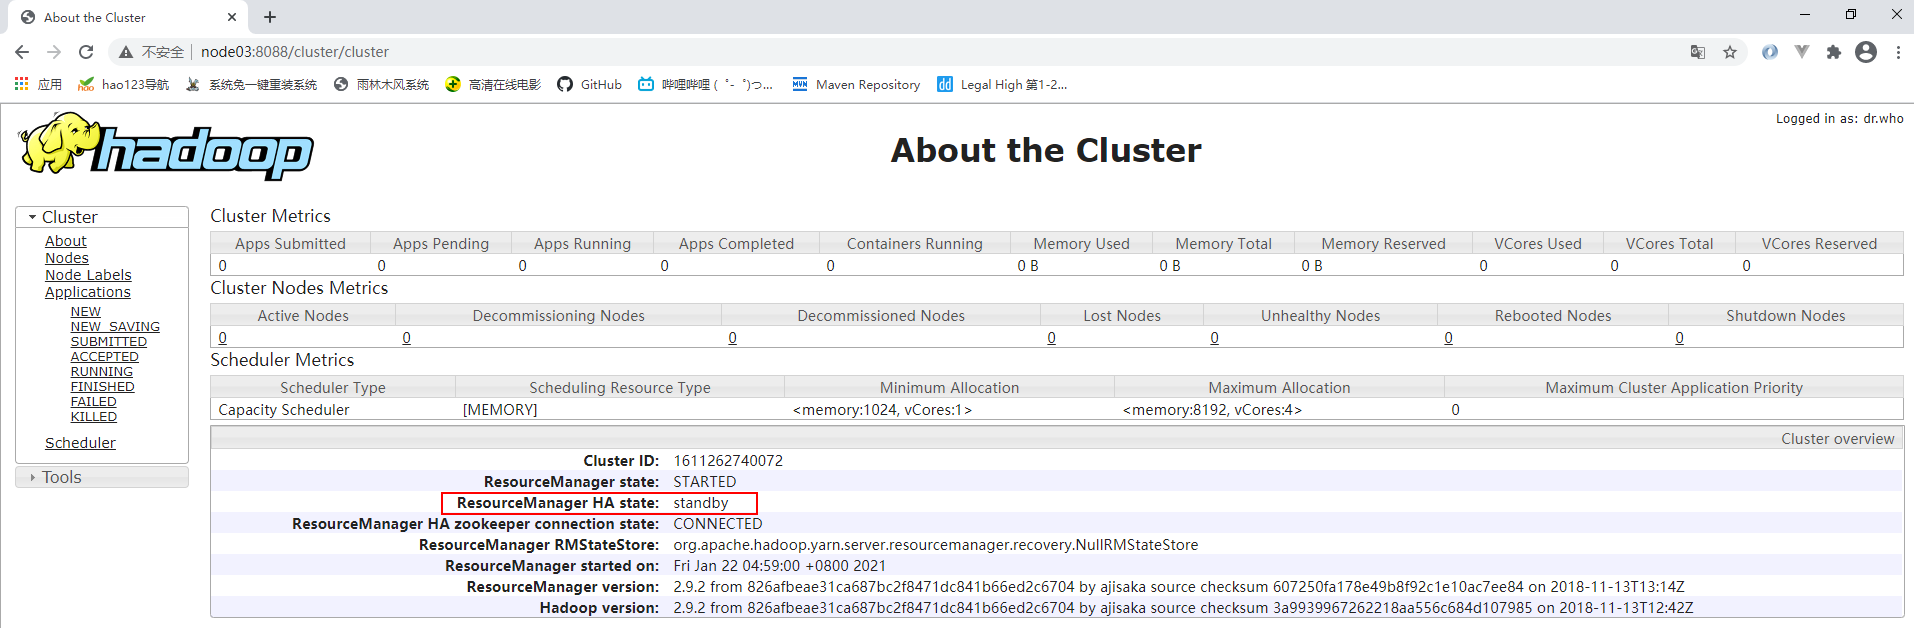 About the Cluster
不安全 node03:8088/cluster/cluster
应用 hao123导航 系统兔一键重装系统 雨林木风系统 高清在线电影 GitHub 哔哩哔哩 ( ゜- ゜)つ... Maven Repository Legal High 第1-2...
hadoop
About the Cluster
Logged in as: dr.who
Cluster
About
Nodes
Node Labels
Applications
NEW
NEW_SAVING
SUBMITTED
ACCEPTED
RUNNING
FINISHED
FAILED
KILLED
Scheduler
Tools
Cluster Metrics
Apps Submitted Apps Pending Apps Running Apps Completed Containers Running Memory Used Memory Total Memory Reserved VCores Used VCores Total VCores Reserved
0 0 0 0 0 0 B 0 B 0 B 0 0 0
Cluster Nodes Metrics
Active Nodes Decommissioning Nodes Decommissioned Nodes Lost Nodes Unhealthy Nodes Rebooted Nodes Shutdown Nodes
0 0 0 0 0 0 0
Scheduler Metrics
Scheduler Type Scheduling Resource Type Minimum Allocation Maximum Allocation Maximum Cluster Application Priority
Capacity Scheduler [MEMORY] <memory:1024, vCores:1> <memory:8192, vCores:4> 0
Cluster overview
Cluster ID: 1611262740072
ResourceManager state: STARTED
ResourceManager HA state: standby
ResourceManager HA zookeeper connection state: CONNECTED
ResourceManager RMStateStore: org.apache.hadoop.yarn.server.resourcemanager.recovery.NullRMStateStore
ResourceManager started on: Fri Jan 22 04:59:00 +0800 2021
ResourceManager version: 2.9.2 from 826afbeae31ca687bc2f8471dc841b66ed2c6704 by ajisaka source checksum 607250fa178e49b8f92c1e10ac7ee84 on 2018-11-13T13:14Z
Hadoop version: 2.9.2 from 826afbeae31ca687bc2f8471dc841b66ed2c6704 by ajisaka source checksum 3a9939967262218aa556c684d107985 on 2018-11-13T12:42Z